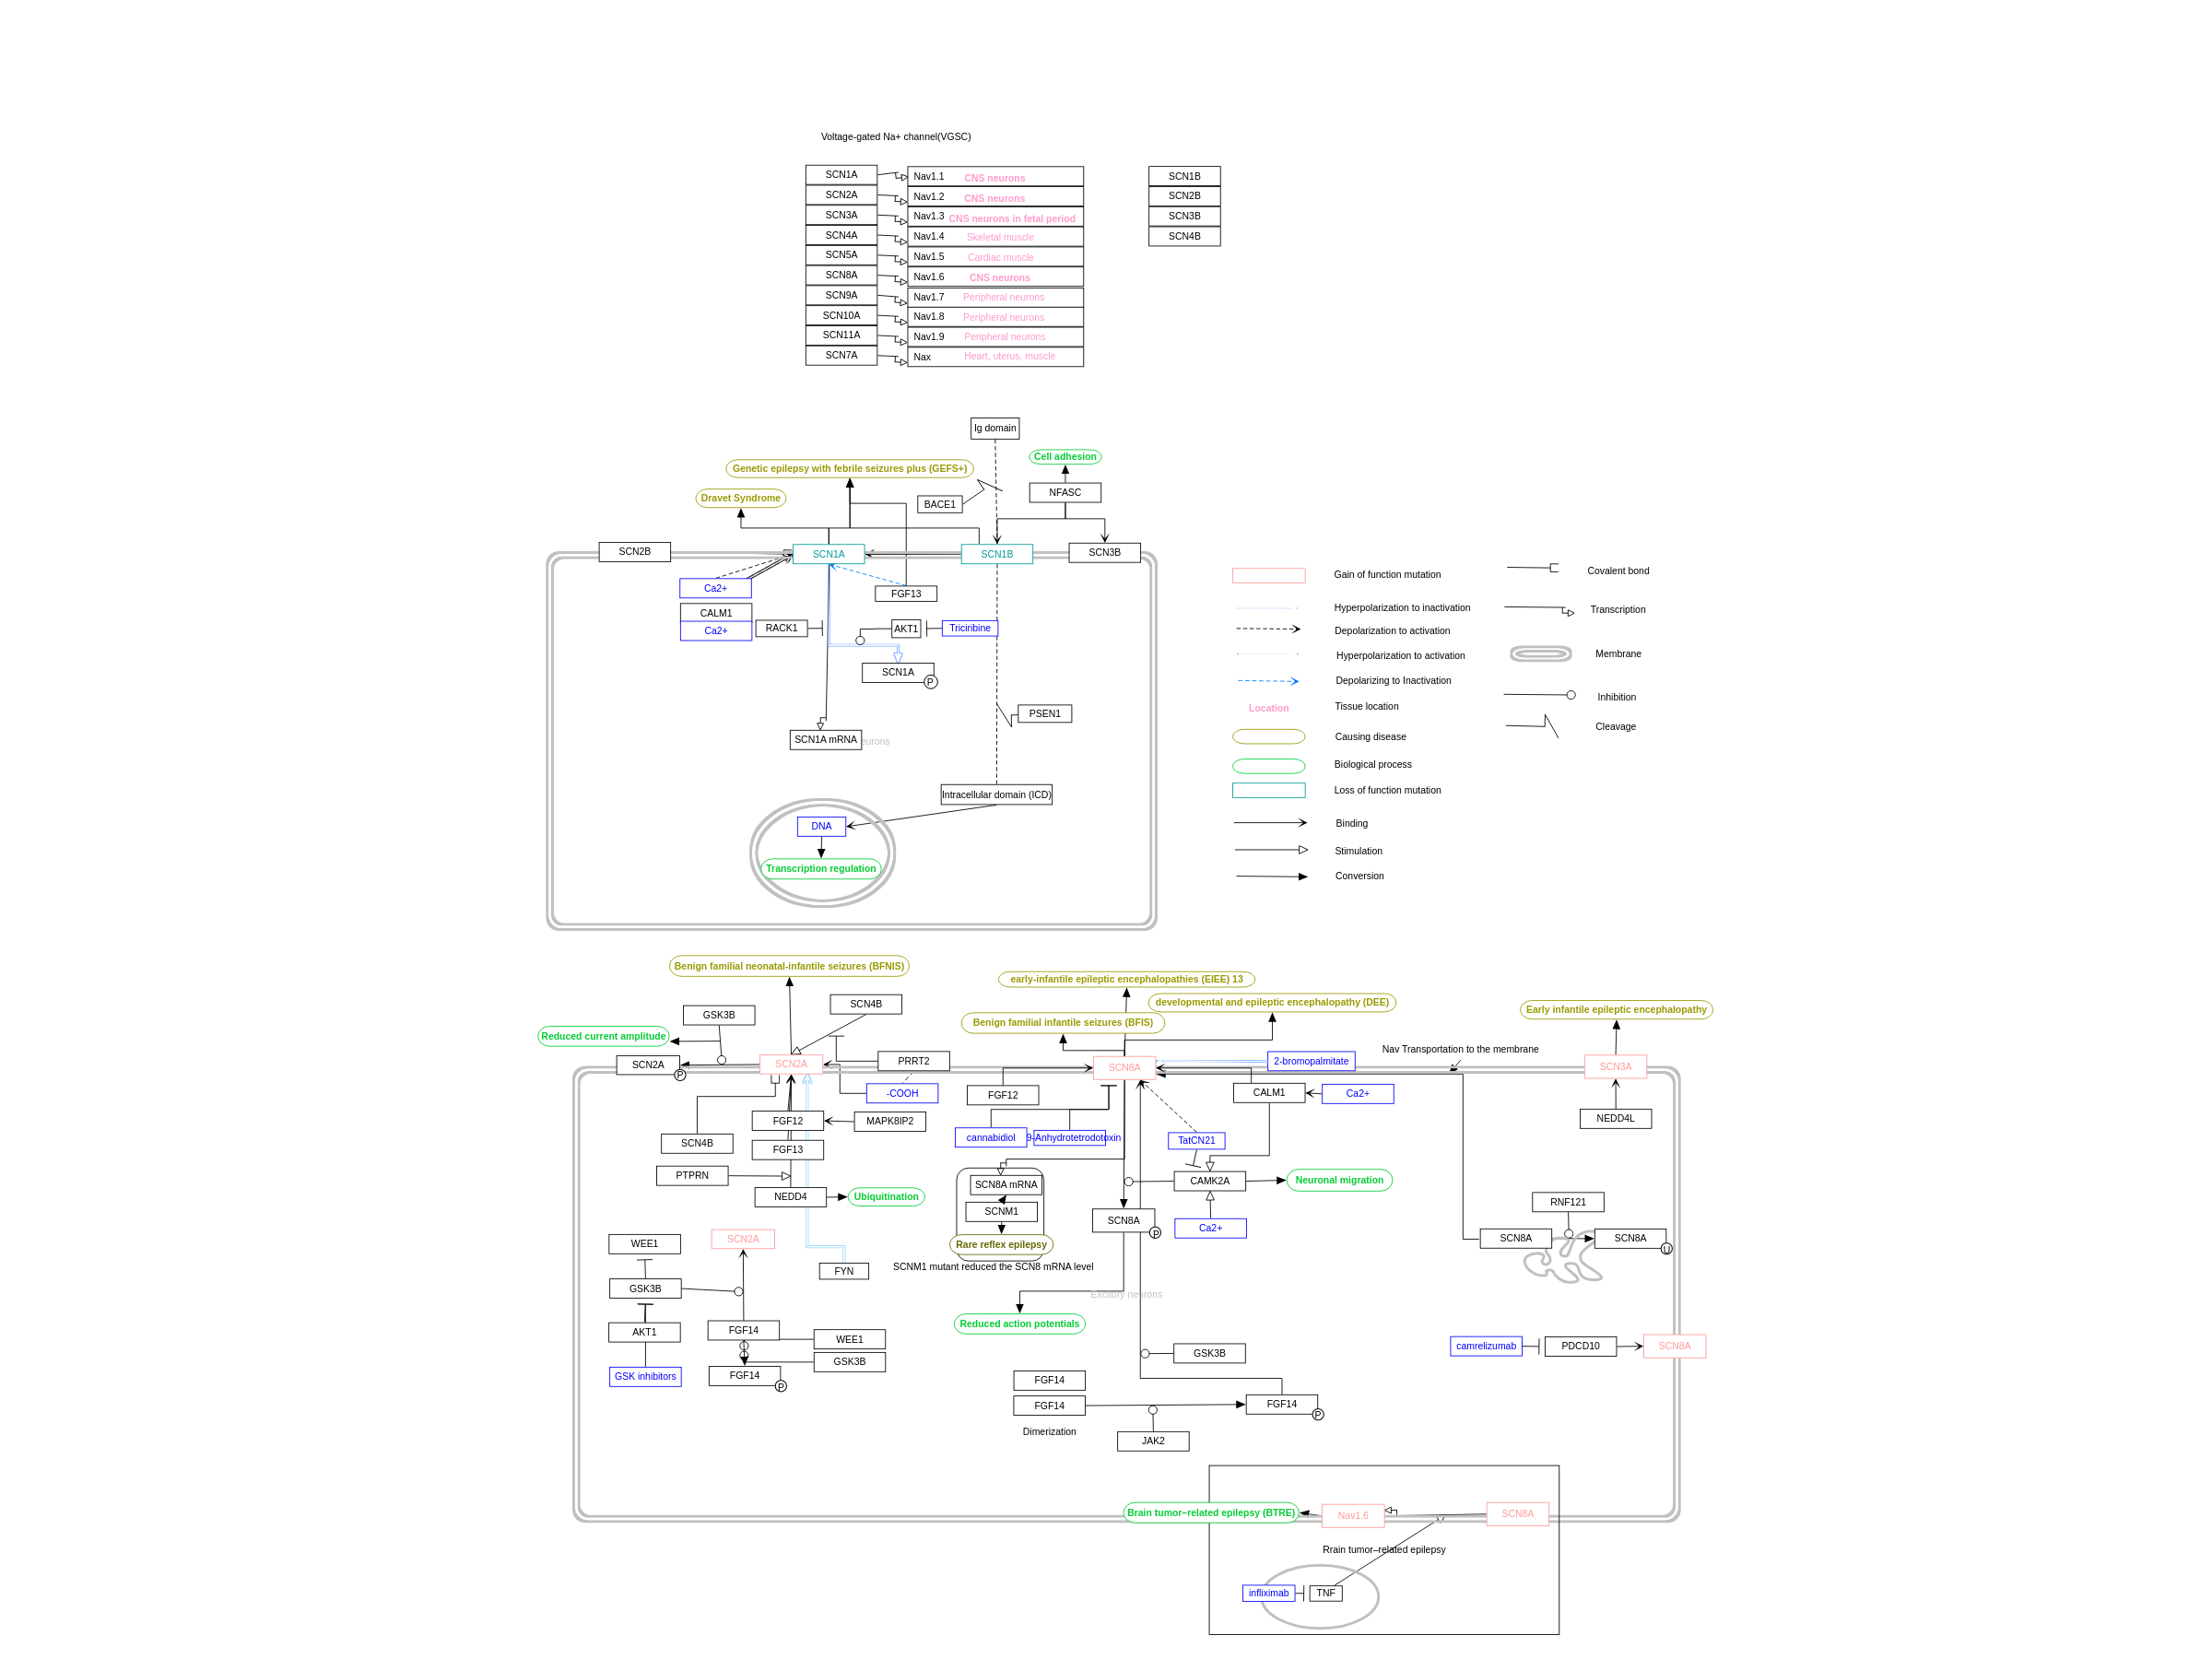 Voltage-gated Na+ channel(VGSC)
SCN1A Nav1.1 CNS neurons SCN1B
SCN2A Nav1.2 CNS neurons SCN2B
SCN3A Nav1.3 CNS neurons in fetal period SCN3B
SCN4A Nav1.4 Skeletal muscle SCN4B
SCN5A Nav1.5 Cardiac muscle
SCN8A Nav1.6 CNS neurons
SCN9A Nav1.7 Peripheral neurons
SCN10A Nav1.8 Peripheral neurons
SCN11A Nav1.9 Peripheral neurons
SCN7A Nax Heart, uterus, muscle
Ig domain
Cell adhesion
Genetic epilepsy with febrile seizures plus (GEFS+)
Dravet Syndrome
BACE1
NFASC
SCN2B
SCN1A
SCN1B
SCN3B
Ca2+
FGF13
CALM1
Ca2+
RACK1
AKT1
Triciribine
SCN1A
P
PSEN1
SCN1A mRNA
eurons
Intracellular domain (ICD)
DNA
Transcription regulation
Gain of function mutation
Hyperpolarization to inactivation
Depolarization to activation
Hyperpolarization to activation
Depolarizing to Inactivation
Location Tissue location
Causing disease
Biological process
Loss of function mutation
Binding
Stimulation
Conversion
Covalent bond
Transcription
Membrane
Inhibition
Cleavage
Benign familial neonatal-infantile seizures (BFNIS)
SCN4B
GSK3B
Reduced current amplitude
SCN2A
P
SCN2A
PRRT2
-COOH
FGF12
MAPK8IP2
SCN4B
FGF13
PTPRN
NEDD4
Ubiquitination
SCN2A
WEE1
FYN
GSK3B
AKT1
FGF14
WEE1
GSK3B
GSK inhibitors
FGF14
P
early-infantile epileptic encephalopathies (EIEE) 13
developmental and epileptic encephalopathy (DEE)
Benign familial infantile seizures (BFIS)
Early infantile epileptic encephalopathy
Nav Transportation to the membrane
SCN8A
2-bromopalmitate
SCN3A
FGF12
CALM1
Ca2+
NEDD4L
cannabidiol
9-Anhydrotetrodotoxin
TatCN21
SCN8A mRNA
CAMK2A
Neuronal migration
SCNM1
SCN8A
P
Ca2+
Rare reflex epilepsy
SCNM1 mutant reduced the SCN8 mRNA level
RNF121
SCN8A
SCN8A
U
Excitory neurons
Reduced action potentials
GSK3B
camrelizumab
PDCD10
SCN8A
FGF14
FGF14
FGF14
P
Dimerization
JAK2
Brain tumor–related epilepsy (BTRE)
Nav1.6
SCN8A
Rrain tumor–related epilepsy
infliximab
TNF